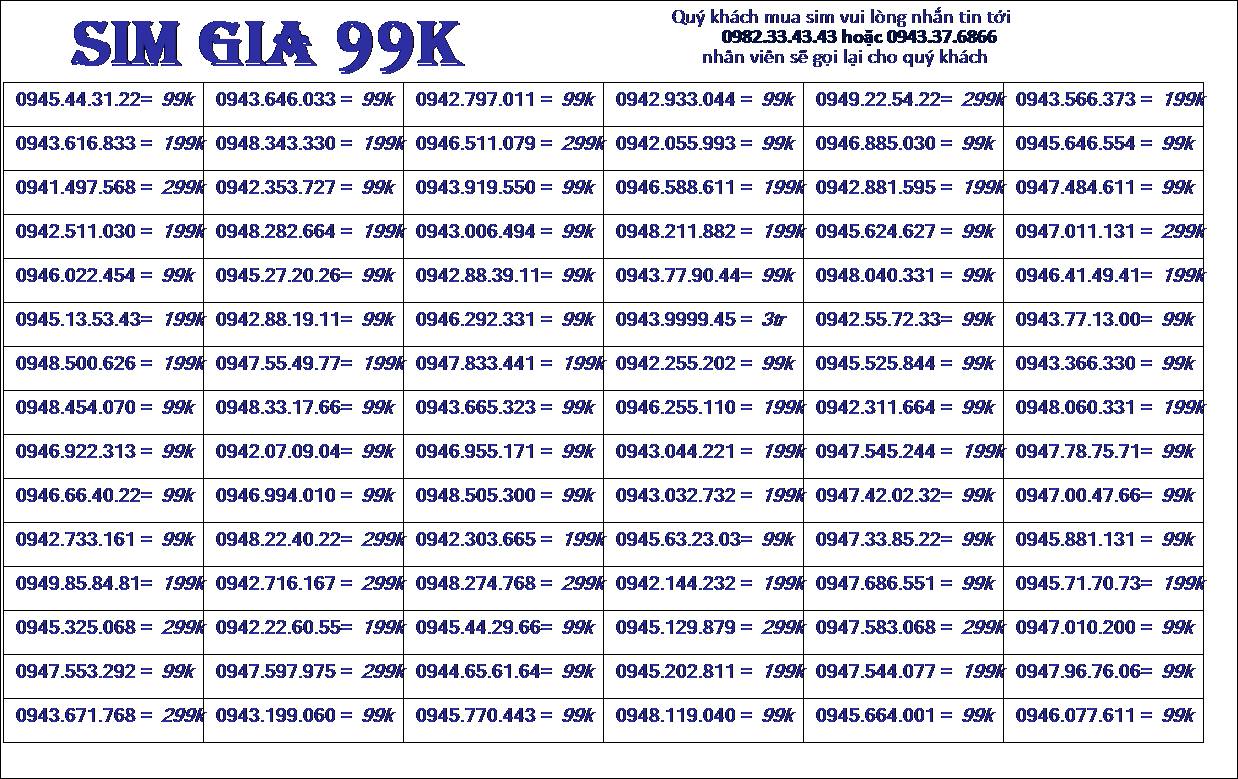 SIM GIA 99K
Quý khách mua sim vui lòng nhắn tin tới
0982.33.43.43 hoặc 0943.37.6866
nhân viên sẽ gọi lại cho quý khách
0945.44.31.22= 99k 0943.646.033 = 99k 0942.797.011 = 99k 0942.933.044 = 99k 0949.22.54.22= 299k 0943.566.373 = 199k
0943.616.833 = 199k 0948.343.330 = 199k 0946.511.079 = 299k 0942.055.993 = 99k 0946.885.030 = 99k 0945.646.554 = 99k
0941.497.568 = 299k 0942.353.727 = 99k 0943.919.550 = 99k 0946.588.611 = 199k 0942.881.595 = 199k 0947.484.611 = 99k
0942.511.030 = 199k 0948.282.664 = 199k 0943.006.494 = 99k 0948.211.882 = 199k 0945.624.627 = 99k 0947.011.131 = 299k
0946.022.454 = 99k 0945.27.20.26= 99k 0942.88.39.11= 99k 0943.77.90.44= 99k 0948.040.331 = 99k 0946.41.49.41= 199k
0945.13.53.43= 199k 0942.88.19.11= 99k 0946.292.331 = 99k 0943.9999.45 = 3tr 0942.55.72.33= 99k 0943.77.13.00= 99k
0948.500.626 = 199k 0947.55.49.77= 199k 0947.833.441 = 199k 0942.255.202 = 99k 0945.525.844 = 99k 0943.366.330 = 99k
0948.454.070 = 99k 0948.33.17.66= 99k 0943.665.323 = 99k 0946.255.110 = 199k 0942.311.664 = 99k 0948.060.331 = 199k
0946.922.313 = 99k 0942.07.09.04= 99k 0946.955.171 = 99k 0943.044.221 = 199k 0947.545.244 = 199k 0947.78.75.71= 99k
0946.66.40.22= 99k 0946.994.010 = 99k 0948.505.300 = 99k 0943.032.732 = 199k 0947.42.02.32= 99k 0947.00.47.66= 99k
0942.733.161 = 99k 0948.22.40.22= 299k 0942.303.665 = 199k 0945.63.23.03= 99k 0947.33.85.22= 99k 0945.881.131 = 99k
0949.85.84.81= 199k 0942.716.167 = 299k 0948.274.768 = 299k 0942.144.232 = 199k 0947.686.551 = 99k 0945.71.70.73= 199k
0945.325.068 = 299k 0942.22.60.55= 199k 0945.44.29.66= 99k 0945.129.879 = 299k 0947.583.068 = 299k 0947.010.200 = 99k
0947.553.292 = 99k 0947.597.975 = 299k 0944.65.61.64= 99k 0945.202.811 = 199k 0947.544.077 = 199k 0947.96.76.06= 99k
0943.671.768 = 299k 0943.199.060 = 99k 0945.770.443 = 99k 0948.119.040 = 99k 0945.664.001 = 99k 0946.077.611 = 99k